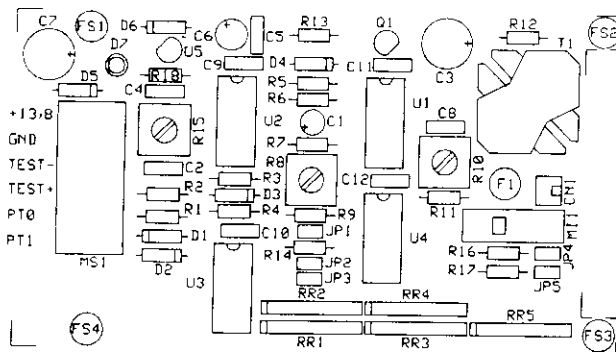 C7
FS1
D6
D7
U5
C6
C5
R13
Q1
R12
T1
FS2
C9
D4
C11
C3
R18
D5
C4
R5
R6
U1
+13,8
GND
TEST-
TEST+
PT0
PT1
R15
U2
C1
C8
R7
R8
R10
C2
R3
C12
F1
CM1
R2
D3
R11
R1
R4
R9
MI1
D1
C10
JP1
U4
R14
R16
JP4
D2
JP2
R17
MS1
U3
JP3
JP5
RR2
RR4
FS4
RR1
RR3
RR5
FS3